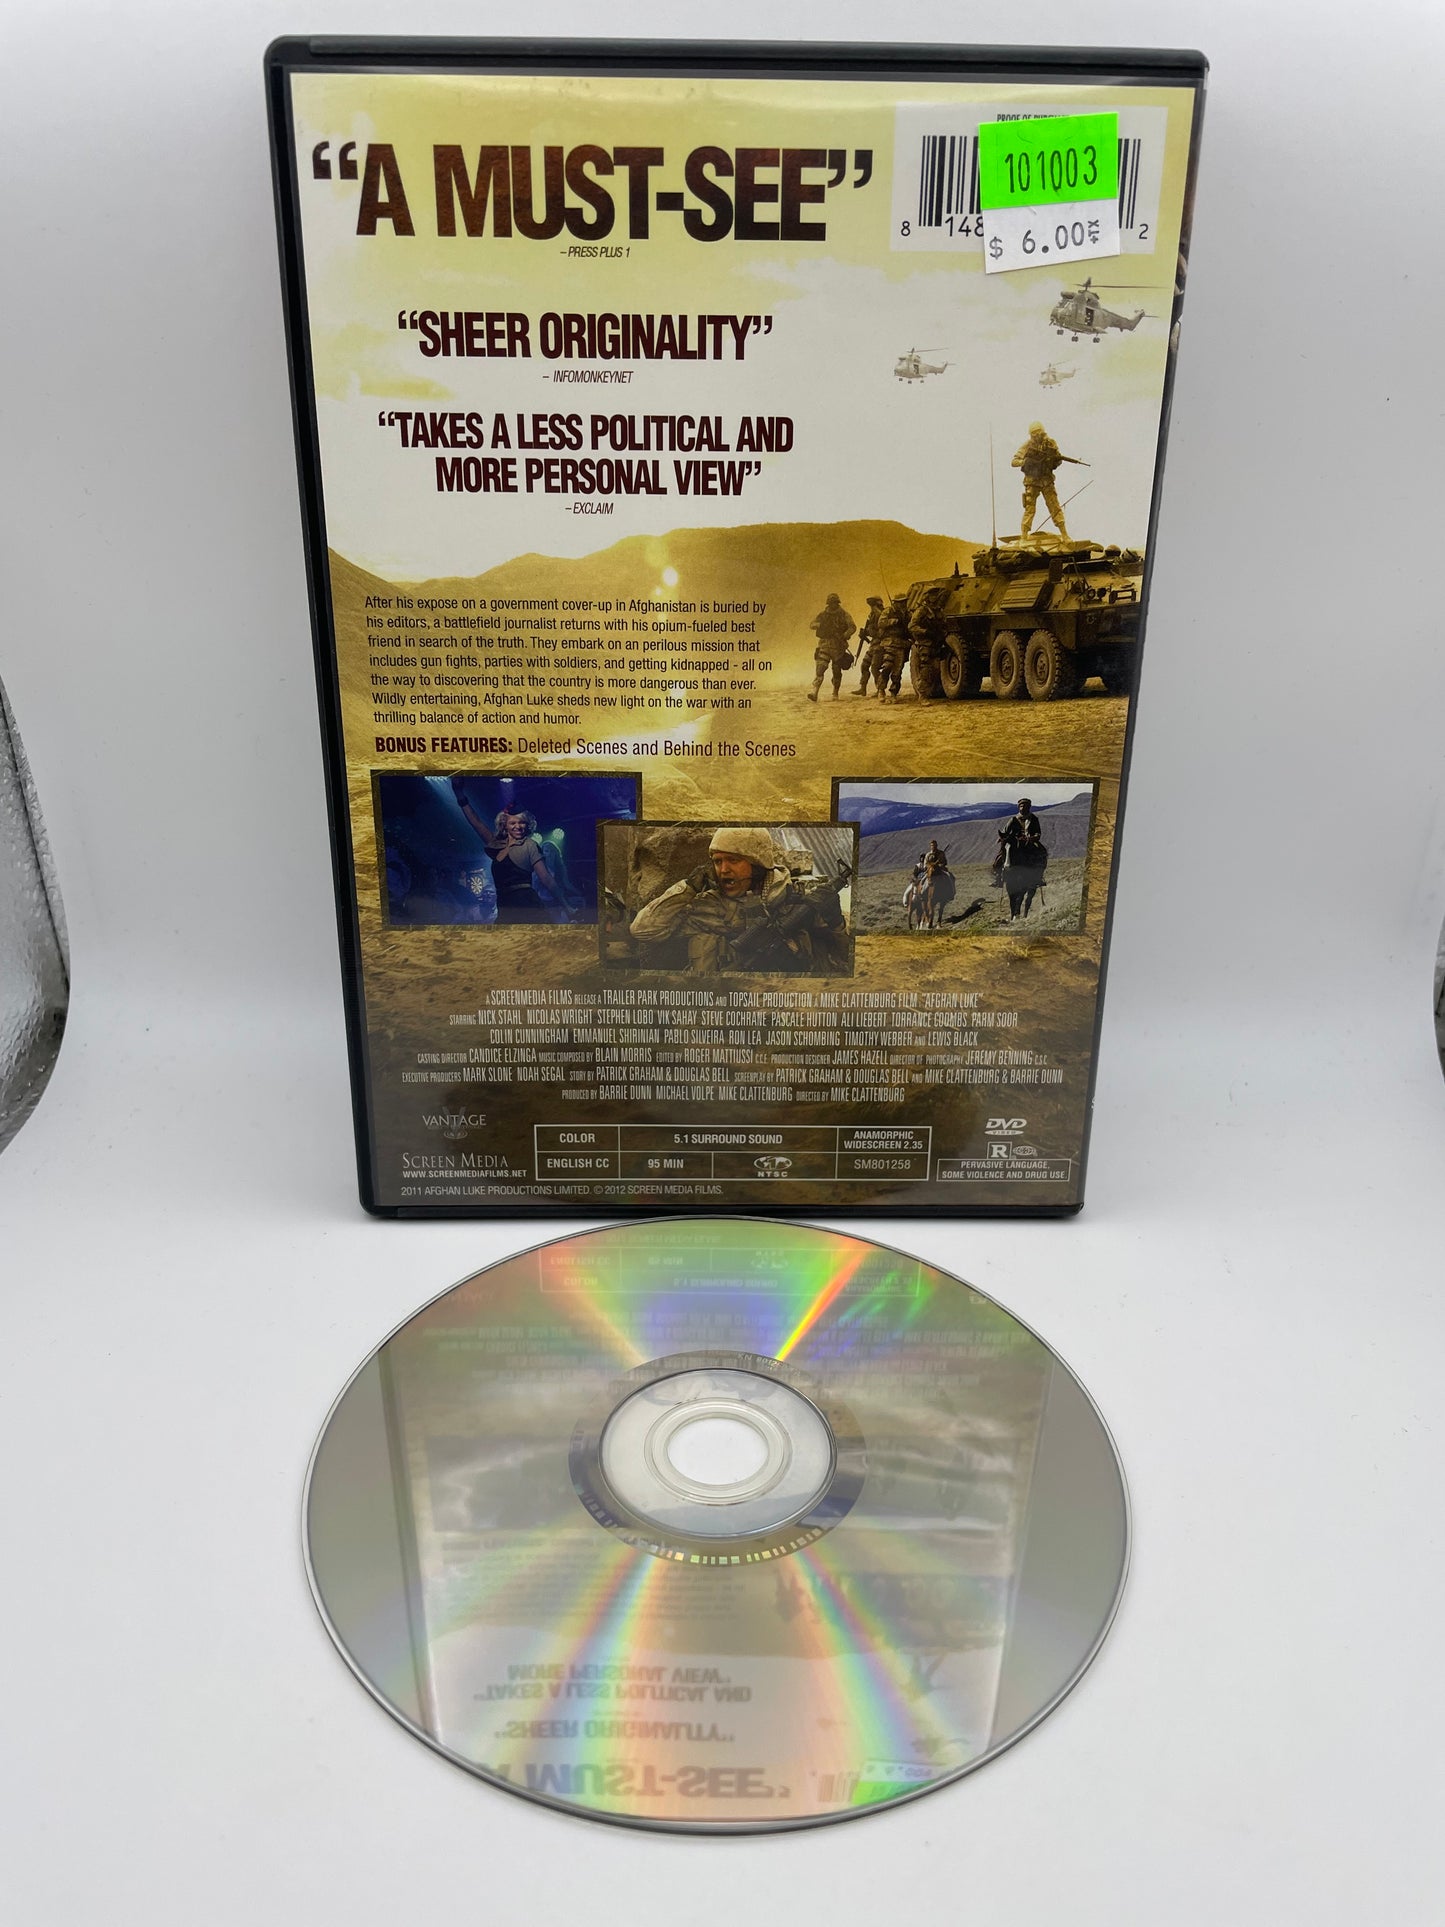 "A MUST-SEE"
– PRESS PLUS 1
PROOF OF PURCHASE
101003
8 148 2
$ 6.00 +TX
"SHEER ORIGINALITY"
– INFOMONKEYNET
"TAKES A LESS POLITICAL AND
MORE PERSONAL VIEW"
– EXCLAIM
After his expose on a government cover-up in Afghanistan is buried by
his editors, a battlefield journalist returns with his opium-fueled best
friend in search of the truth. They embark on an perilous mission that
includes gun fights, parties with soldiers, and getting kidnapped - all on
the way to discovering that the country is more dangerous than ever.
Wildly entertaining, Afghan Luke sheds new light on the war with an
thrilling balance of action and humor.
BONUS FEATURES: Deleted Scenes and Behind the Scenes
A SCREENMEDIA FILMS RELEASE A TRAILER PARK PRODUCTIONS AND TOPSAIL PRODUCTION A MIKE CLATTENBURG FILM "AFGHAN LUKE"
STARRING NICK STAHL NICOLAS WRIGHT STEPHEN LOBO VIK SAHAY STEVE COCHRANE PASCALE HUTTON ALI LIEBERT TORRANCE COOMBS PARM SOOR
COLIN CUNNINGHAM EMMANUEL SHIRINIAN PABLO SILVEIRA RON LEA JASON SCHOMBING TIMOTHY WEBBER AND LEWIS BLACK
CASTING DIRECTOR CANDICE ELZINGA MUSIC COMPOSED BY BLAIN MORRIS EDITED BY ROGER MATTIUSSI C.C.E. PRODUCTION DESIGNER JAMES HAZELL DIRECTOR OF PHOTOGRAPHY JEREMY BENNING C.S.C.
EXECUTIVE PRODUCERS MARK SLONE NOAH SEGAL STORY BY PATRICK GRAHAM & DOUGLAS BELL SCREENPLAY BY PATRICK GRAHAM & DOUGLAS BELL AND MIKE CLATTENBURG & BARRIE DUNN
PRODUCED BY BARRIE DUNN MICHAEL VOLPE MIKE CLATTENBURG DIRECTED BY MIKE CLATTENBURG
VANTAGE
SCREEN MEDIA
WWW.SCREENMEDIAFILMS.NET
COLOR 5.1 SURROUND SOUND ANAMORPHIC WIDESCREEN 2.35
ENGLISH CC 95 MIN NTSC SM801258
DVD VIDEO
R
PERVASIVE LANGUAGE,
SOME VIOLENCE AND DRUG USE.
2011 AFGHAN LUKE PRODUCTIONS LIMITED. © 2012 SCREEN MEDIA FILMS.